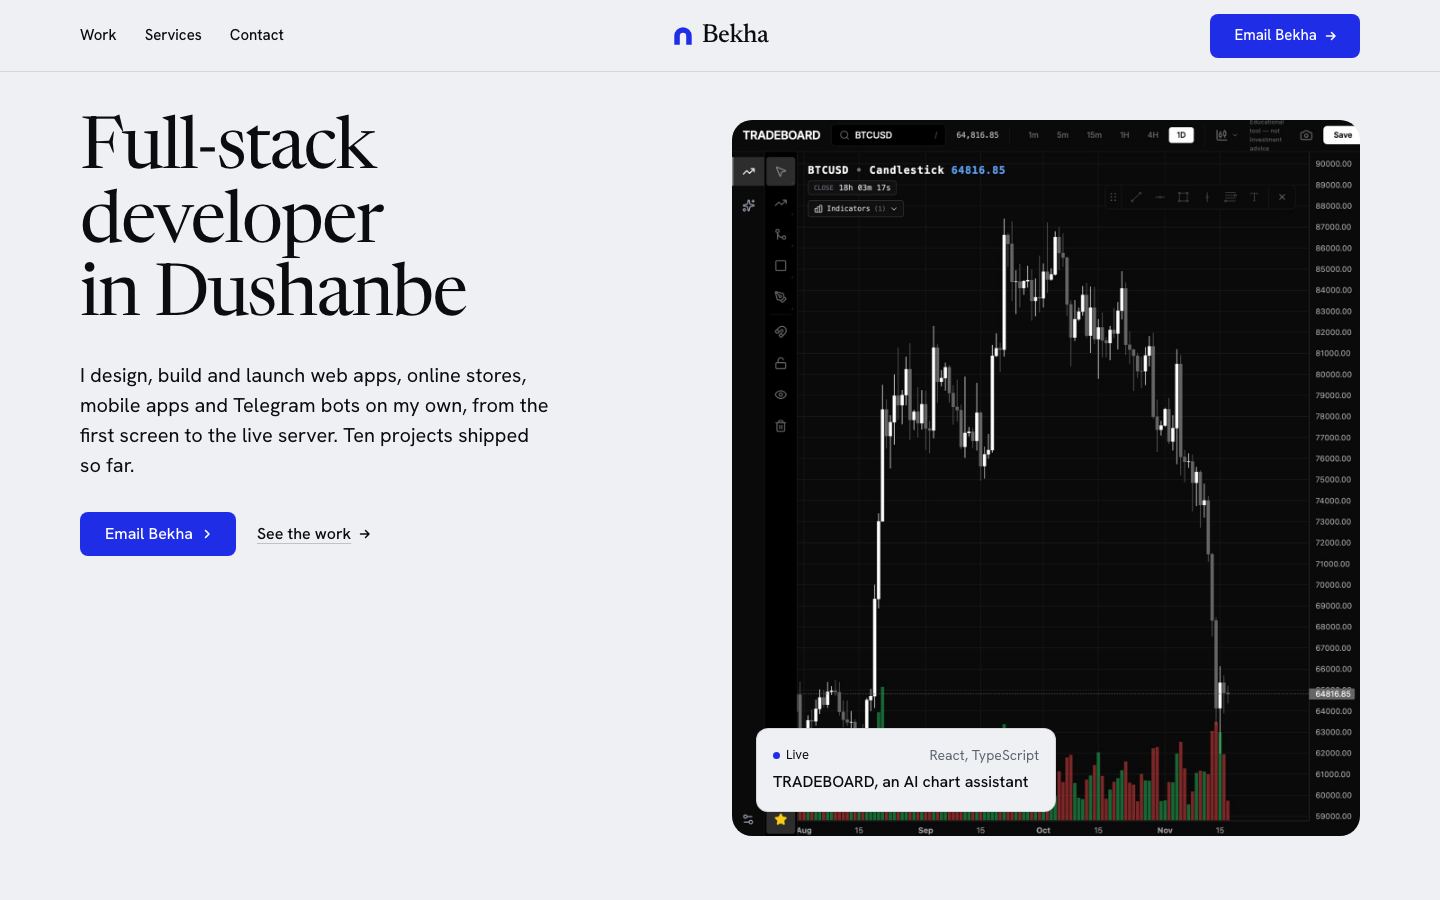 Work
Services
Contact
Bekha
Email Bekha
Full-stack
developer
in Dushanbe
I design, build and launch web apps, online stores,
mobile apps and Telegram bots on my own, from the
first screen to the live server. Ten projects shipped
so far.
Email Bekha
See the work
TRADEBOARD
BTCUSD
/
64,816.85
1m
5m
15m
1H
4H
1D
Educational
tool — not
investment
advice
Save
BTCUSD • Candlestick 64816.85
CLOSE 18h 03m 17s
Indicators (1)
90000.00
89000.00
88000.00
87000.00
86000.00
85000.00
84000.00
83000.00
82000.00
81000.00
80000.00
79000.00
78000.00
77000.00
76000.00
75000.00
74000.00
73000.00
72000.00
71000.00
70000.00
69000.00
68000.00
67000.00
66000.00
64816.85
64000.00
63000.00
62000.00
61000.00
60000.00
59000.00
Live
React, TypeScript
TRADEBOARD, an AI chart assistant
Aug
15
Sep
15
Oct
15
Nov
15